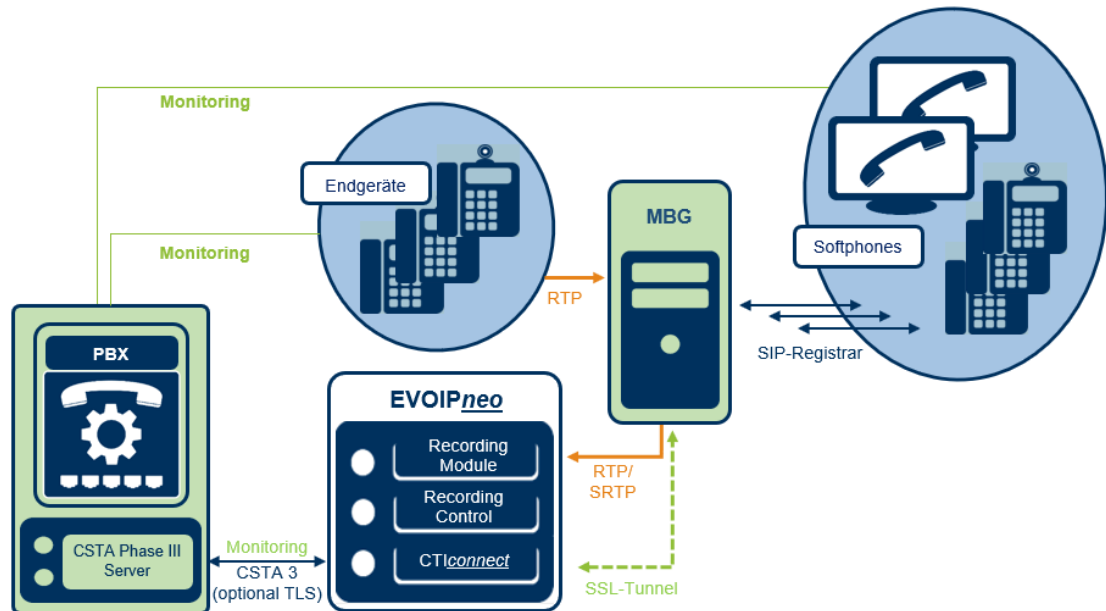 Monitoring
Endgeräte
MBG
Softphones
Monitoring
RTP
SIP-Registrar
PBX
EVOIPneo
Recording
Module
RTP/
SRTP
Recording
Control
CSTA Phase III
Server
Monitoring
CSTA 3
(optional TLS)
CTIconnect
SSL-Tunnel